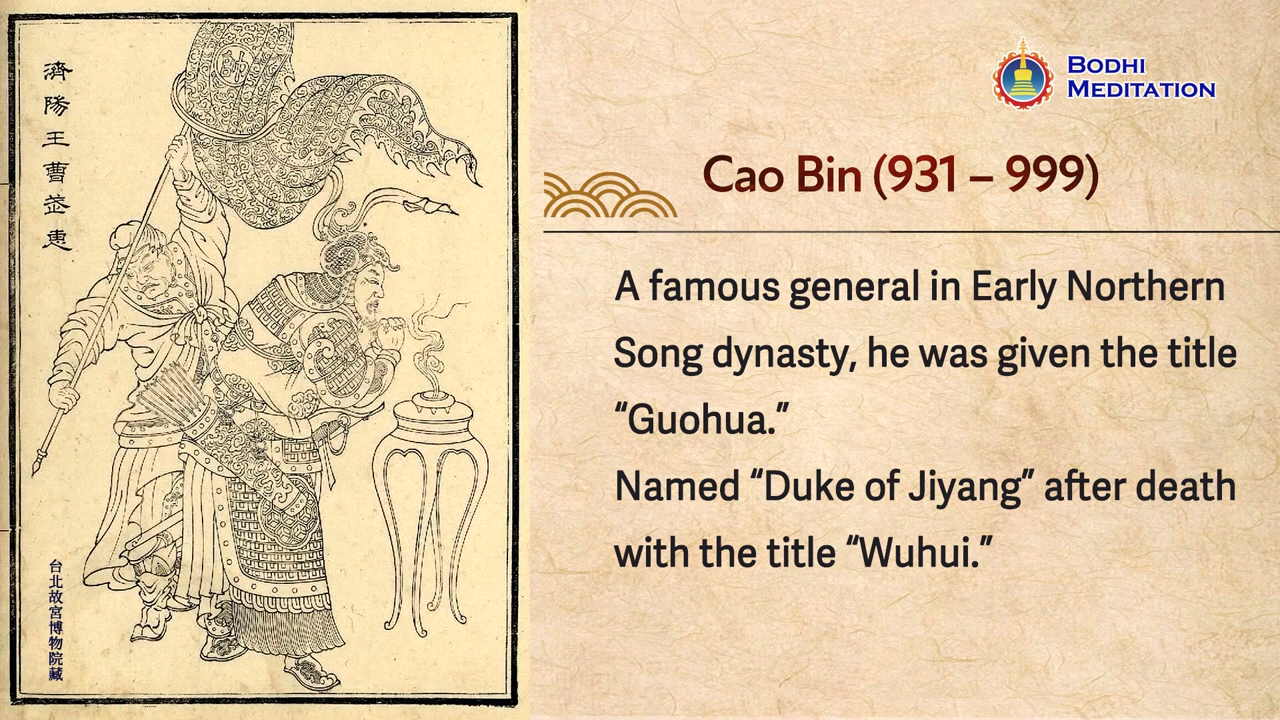 濟陽王曹武惠
台北故宮博物院藏
BODHI
MEDITATION
Cao Bin (931 – 999)
A famous general in Early Northern
Song dynasty, he was given the title
“Guohua.”
Named “Duke of Jiyang” after death
with the title “Wuhui.”